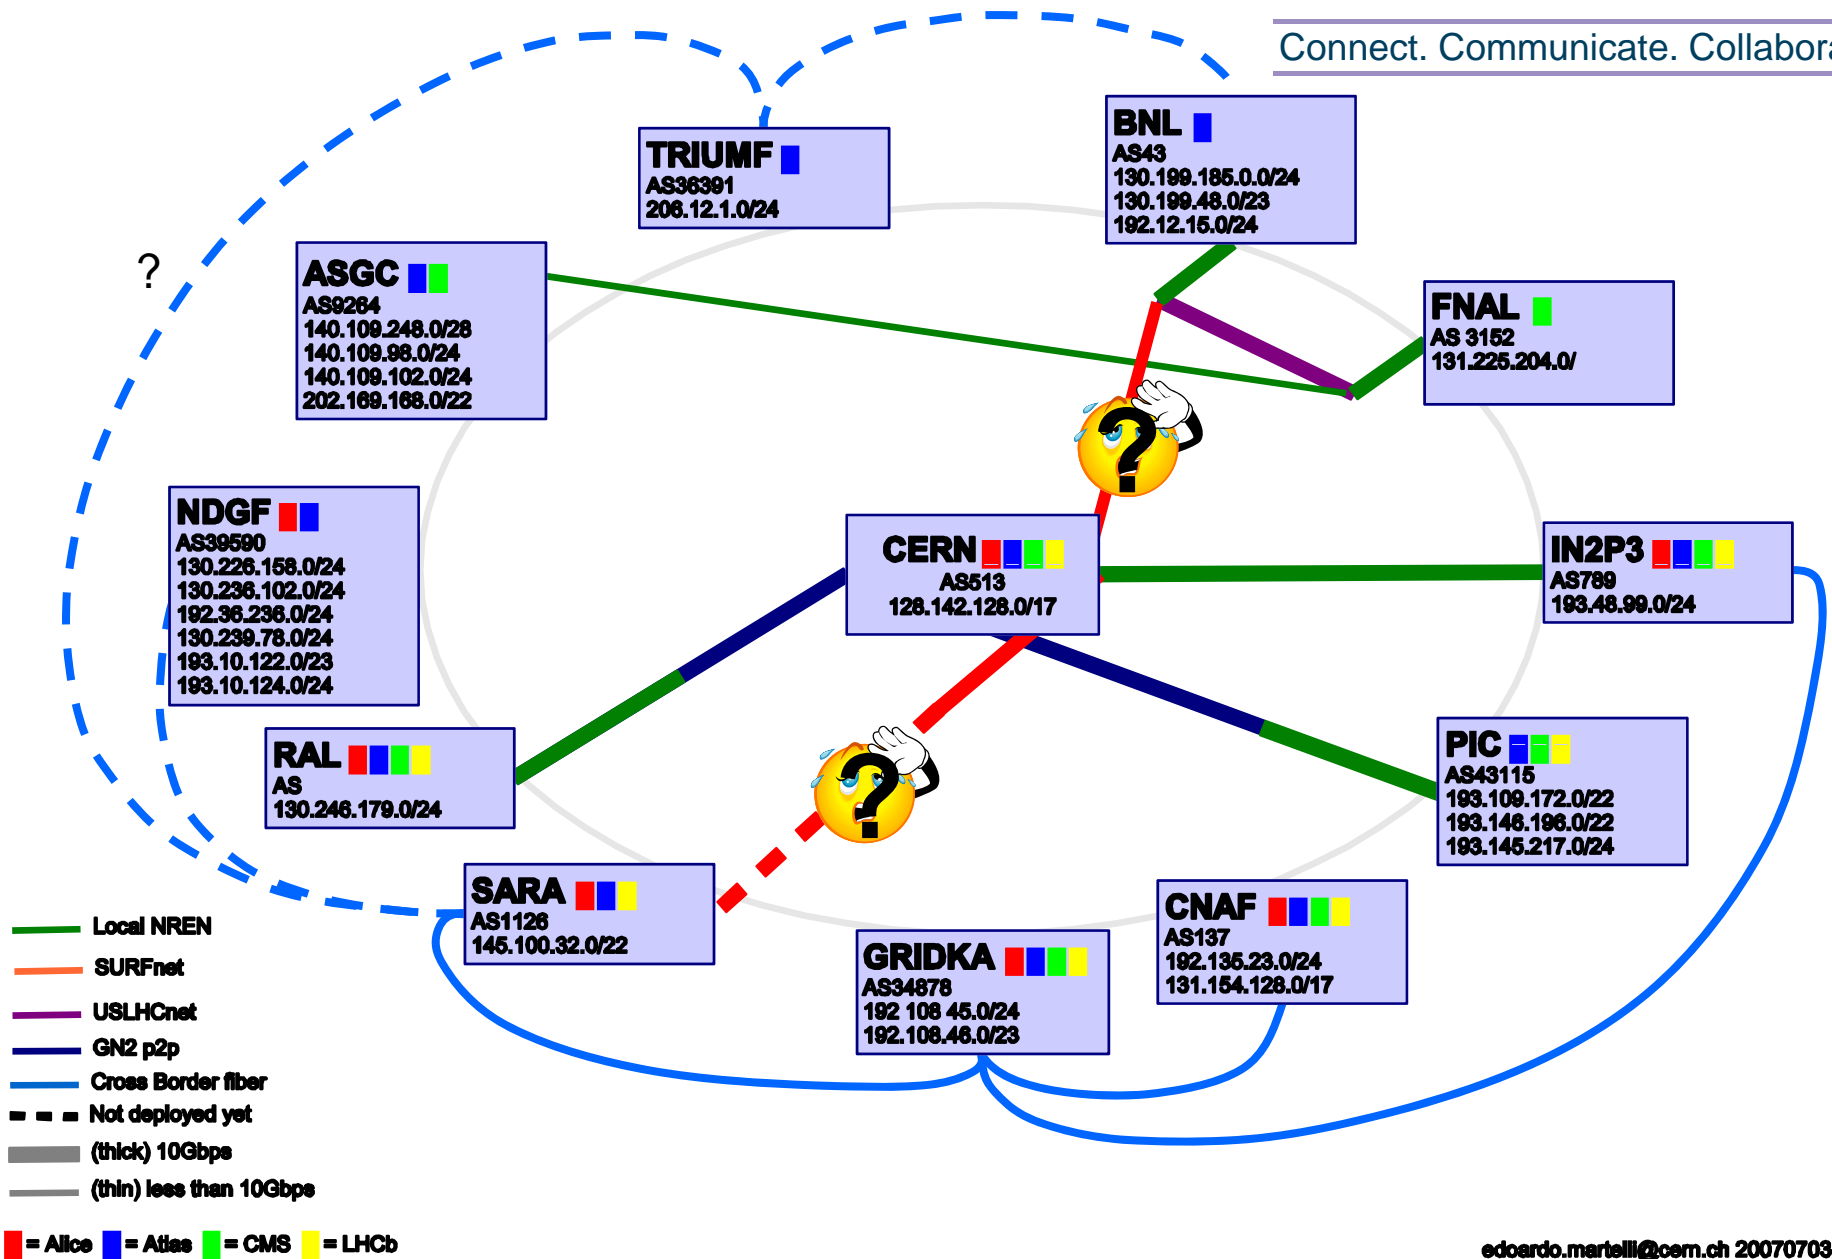 Connect. Communicate. Collabora
BNL
AS43
130.199.185.0.0/24
130.199.48.0/23
192.12.15.0/24
TRIUMF
AS36391
206.12.1.0/24
?
ASGC
AS9264
140.109.248.0/28
140.109.98.0/24
140.109.102.0/24
202.169.168.0/22
FNAL
AS 3152
131.225.204.0/
?
NDGF
AS39590
130.226.158.0/24
130.236.102.0/24
192.36.236.0/24
130.239.78.0/24
193.10.122.0/23
193.10.124.0/24
CERN
AS513
128.142.128.0/17
IN2P3
AS789
193.48.99.0/24
RAL
AS
130.246.179.0/24
?
PIC
AS43115
193.109.172.0/22
193.146.196.0/22
193.145.217.0/24
SARA
AS1126
145.100.32.0/22
GRIDKA
AS34878
192 108 45.0/24
192.108.46.0/23
CNAF
AS137
192.135.23.0/24
131.154.128.0/17
Local NREN
SURFnet
USLHCnet
GN2 p2p
Cross Border fiber
Not deployed yet
(thick) 10Gbps
(thin) less than 10Gbps
= Alice = Atlas = CMS = LHCb
edoardo.martelli@cern.ch 20070703